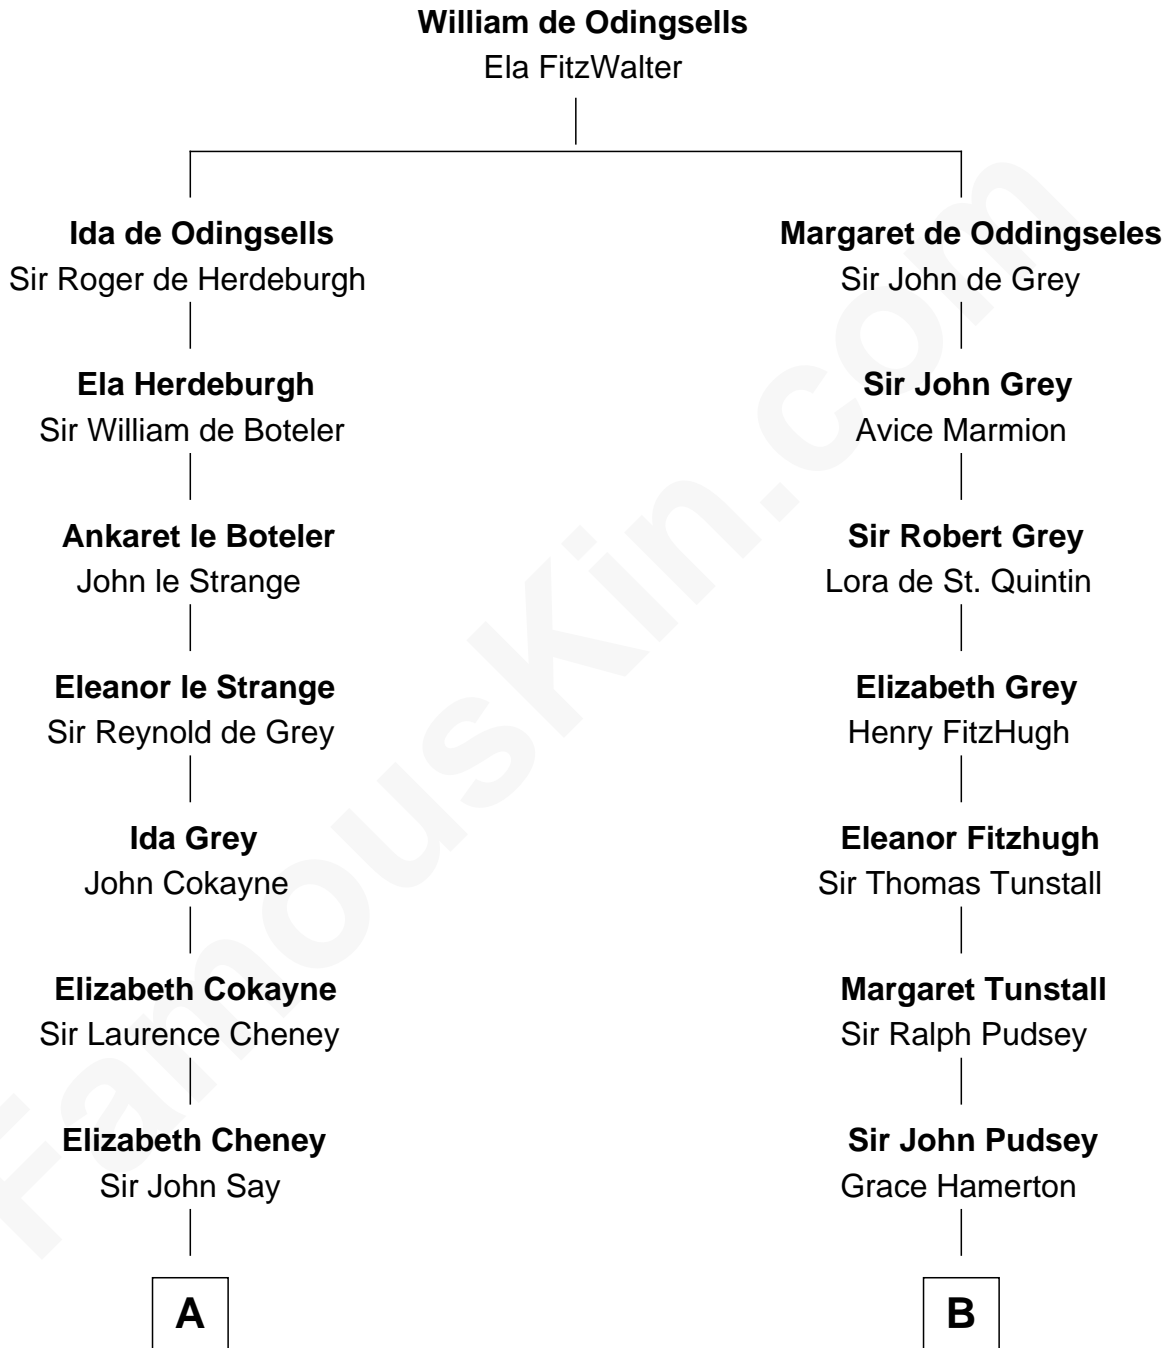 William de Odingsells
Ela FitzWalter
Ida de Odingsells
Sir Roger de Herdeburgh
Margaret de Oddingseles
Sir John de Grey
Ela Herdeburgh
Sir William de Boteler
Sir John Grey
Avice Marmion
Ankaret le Boteler
John le Strange
Sir Robert Grey
Lora de St. Quintin
Eleanor le Strange
Sir Reynold de Grey
Elizabeth Grey
Henry FitzHugh
Ida Grey
John Cokayne
Eleanor Fitzhugh
Sir Thomas Tunstall
Elizabeth Cokayne
Sir Laurence Cheney
Margaret Tunstall
Sir Ralph Pudsey
Elizabeth Cheney
Sir John Say
Sir John Pudsey
Grace Hamerton
A
B
FamousKin.com